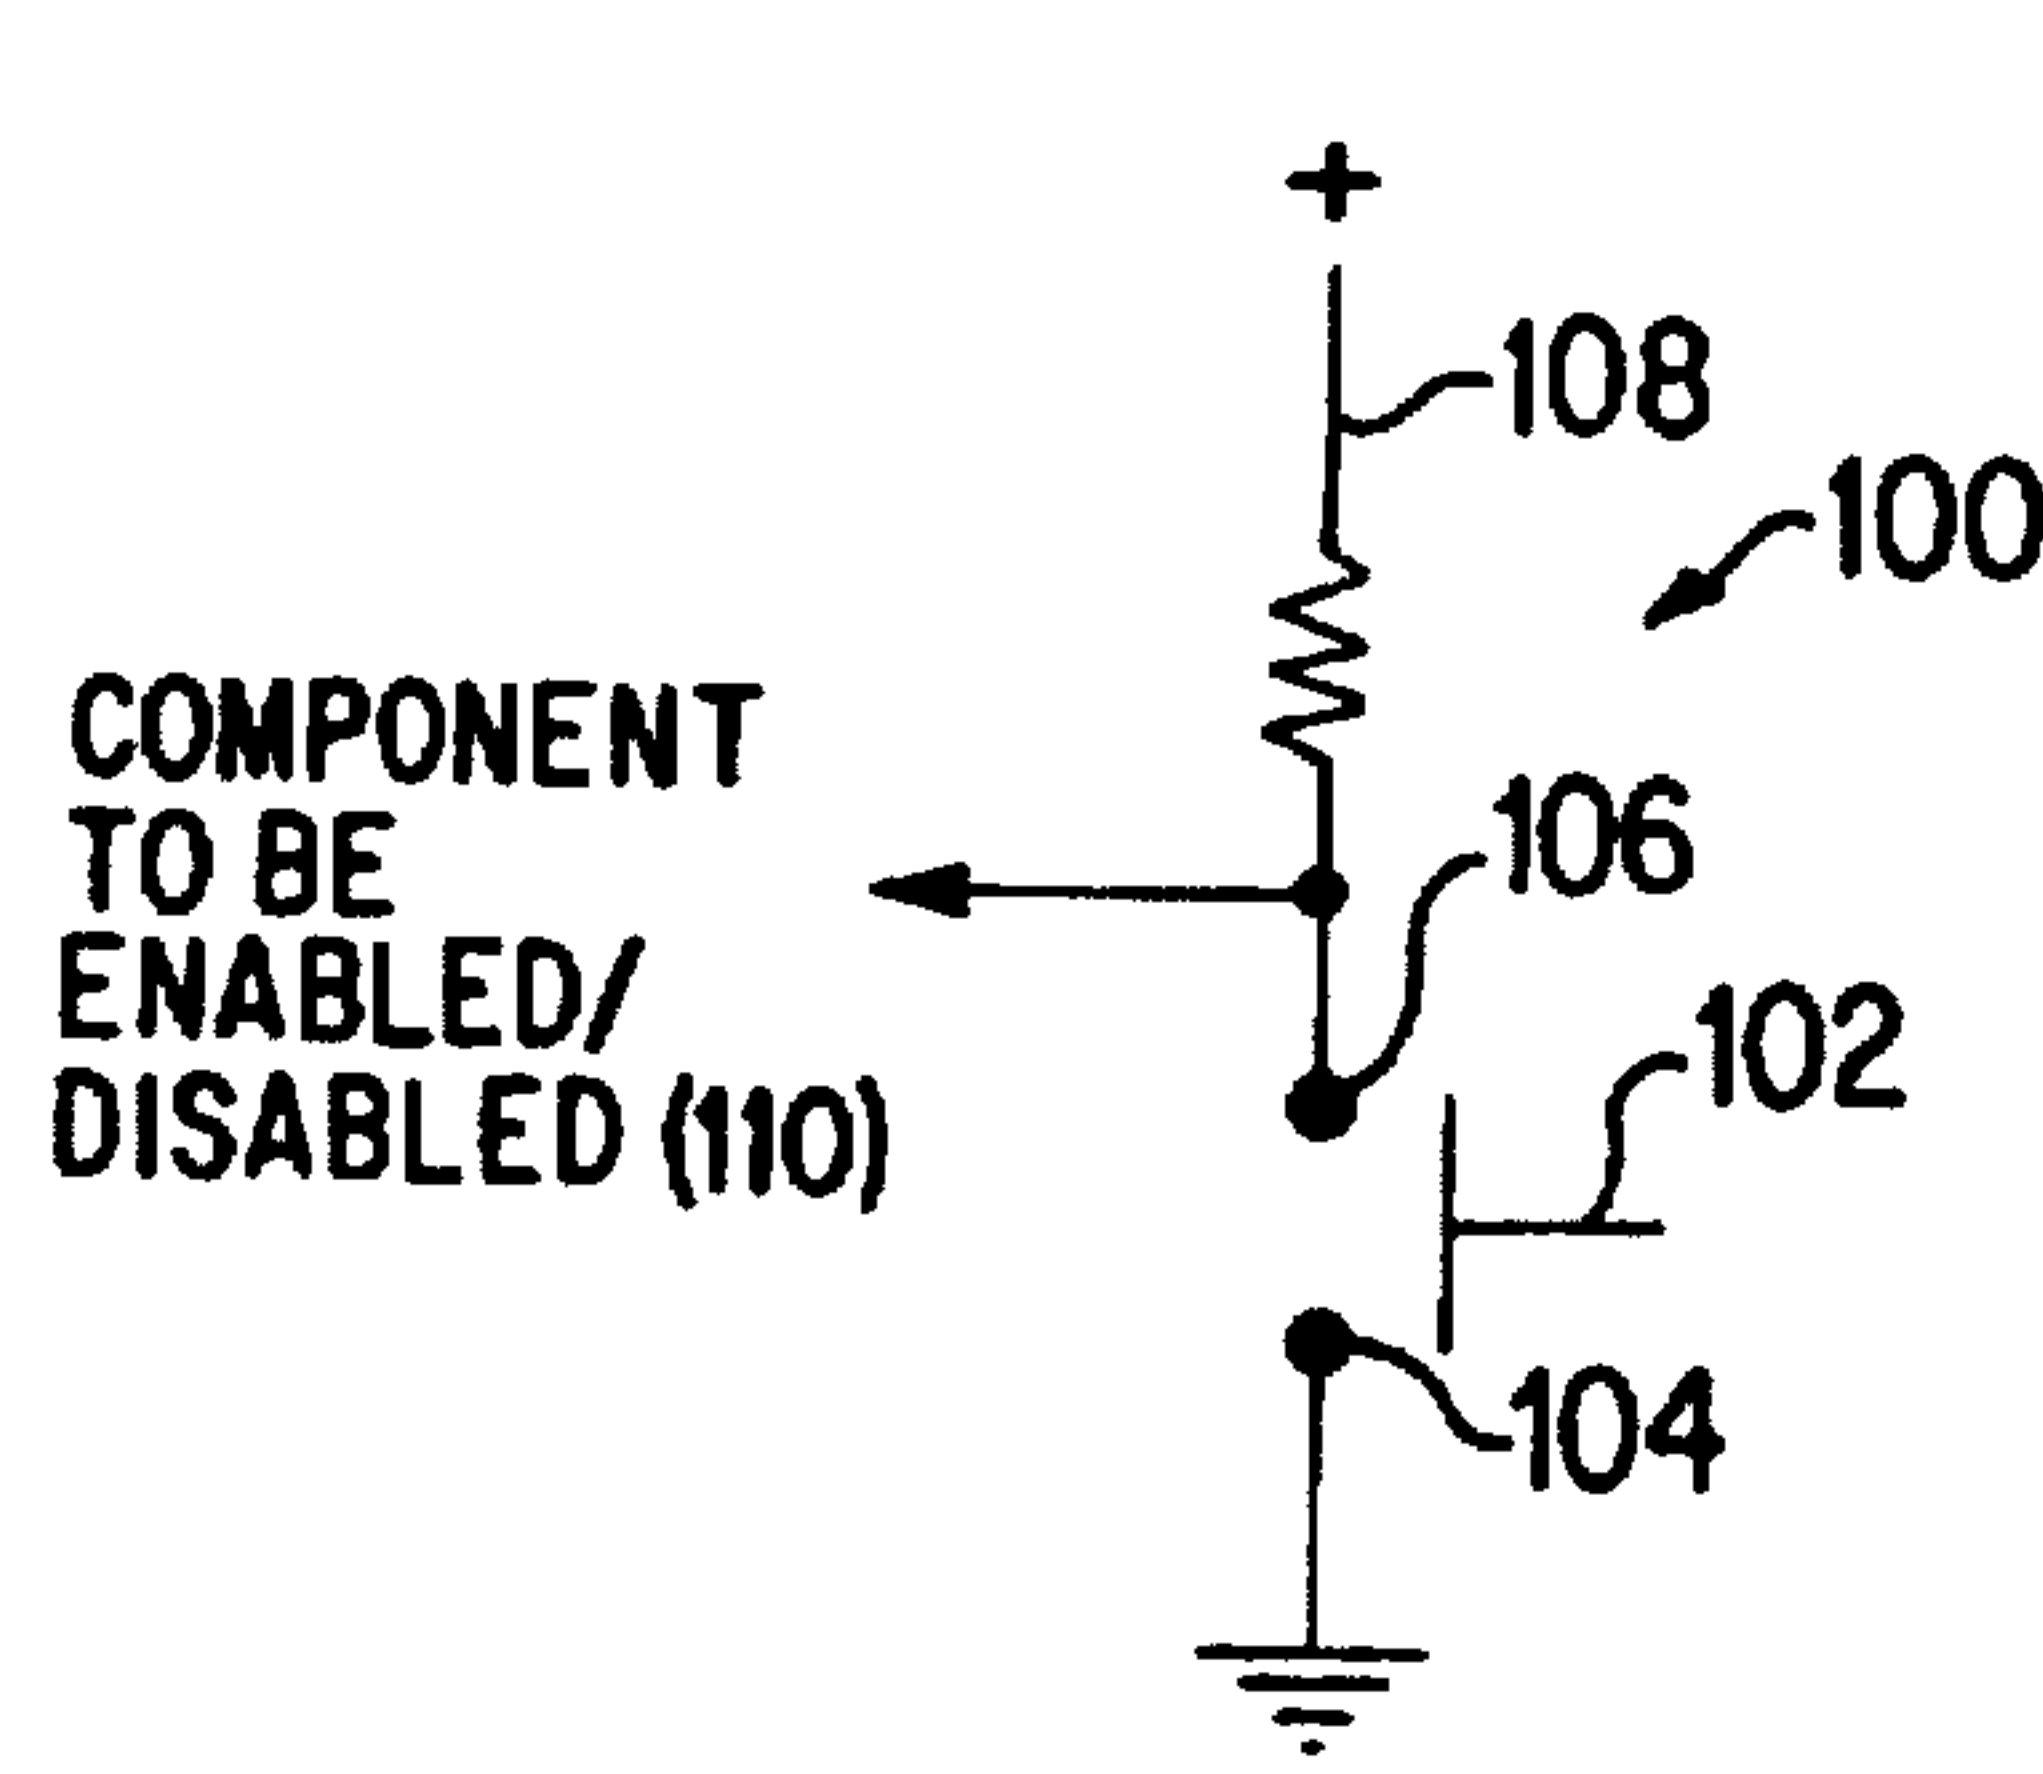 +
108
100
COMPONENT
TO BE
ENABLED/
DISABLED (110)
106
102
104